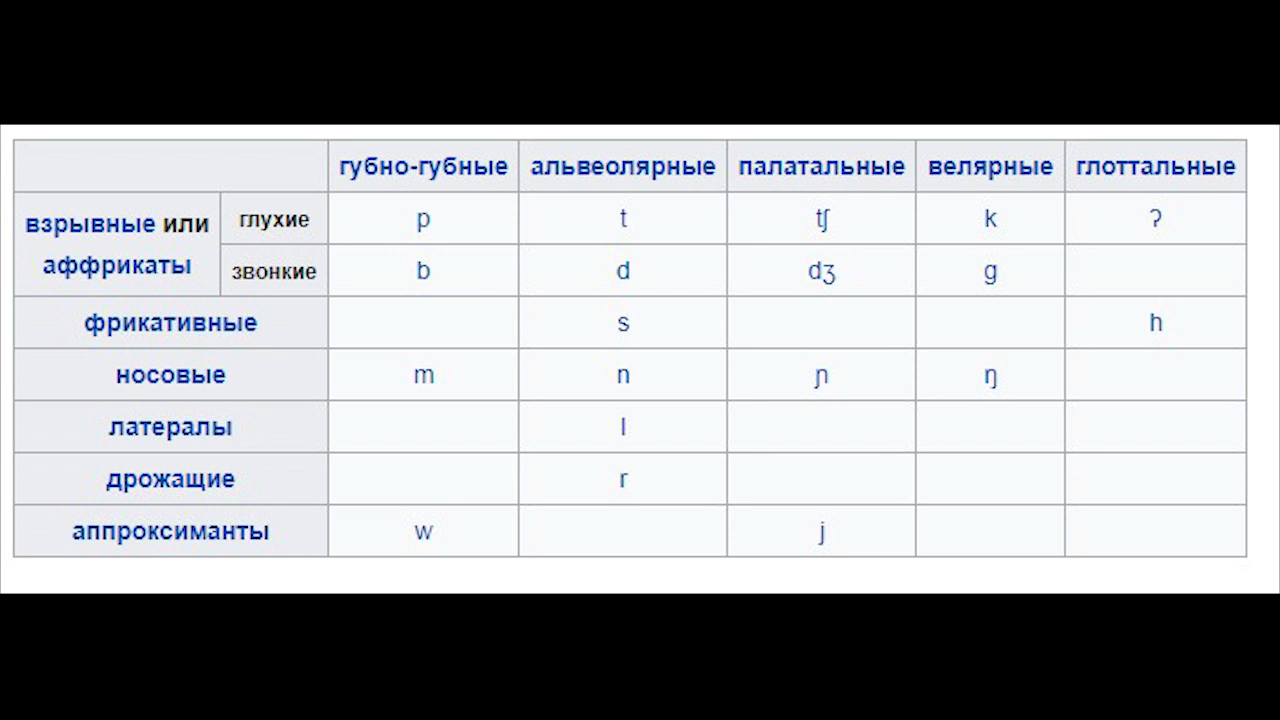 губно-губные альвеолярные палатальные велярные глоттальные
взрывные или аффрикаты глухие p t tʃ k ʔ
звонкие b d dʒ g
фрикативные s h
носовые m n ɲ ŋ
латералы l
дрожащие r
аппроксиманты w j